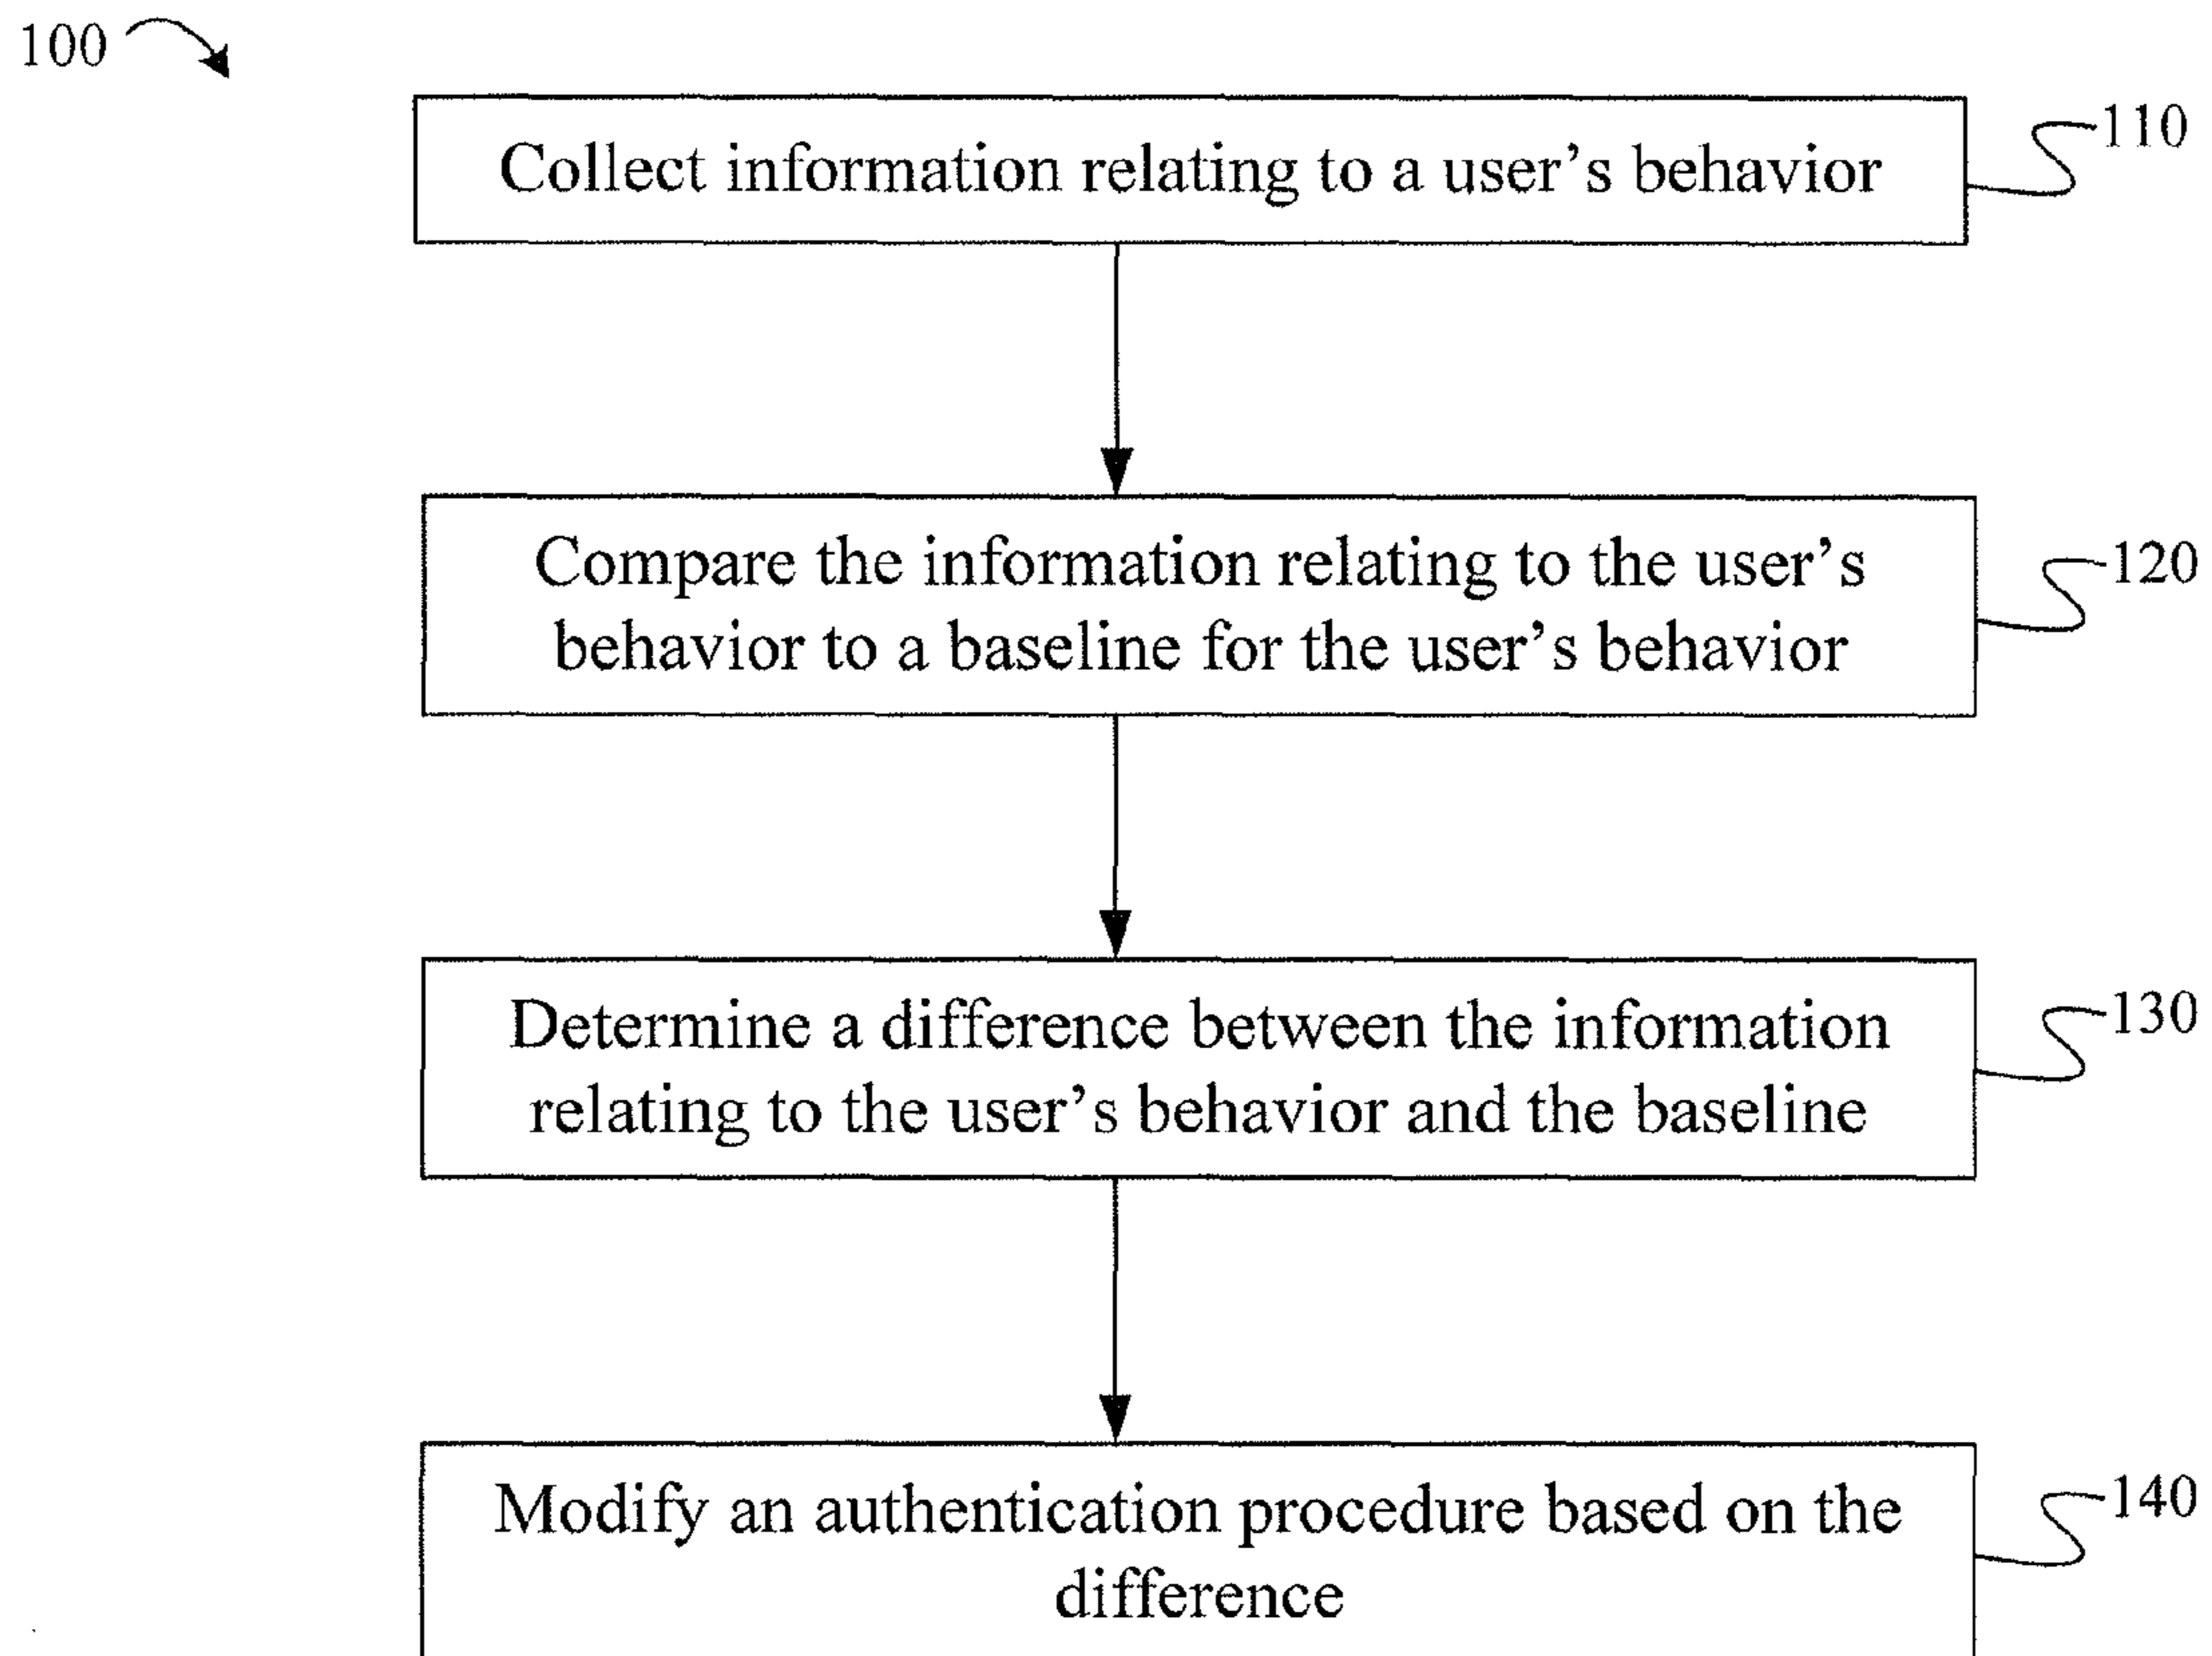 100
Collect information relating to a user’s behavior
110
Compare the information relating to the user’s
behavior to a baseline for the user’s behavior
120
Determine a difference between the information
relating to the user’s behavior and the baseline
130
Modify an authentication procedure based on the
difference
140